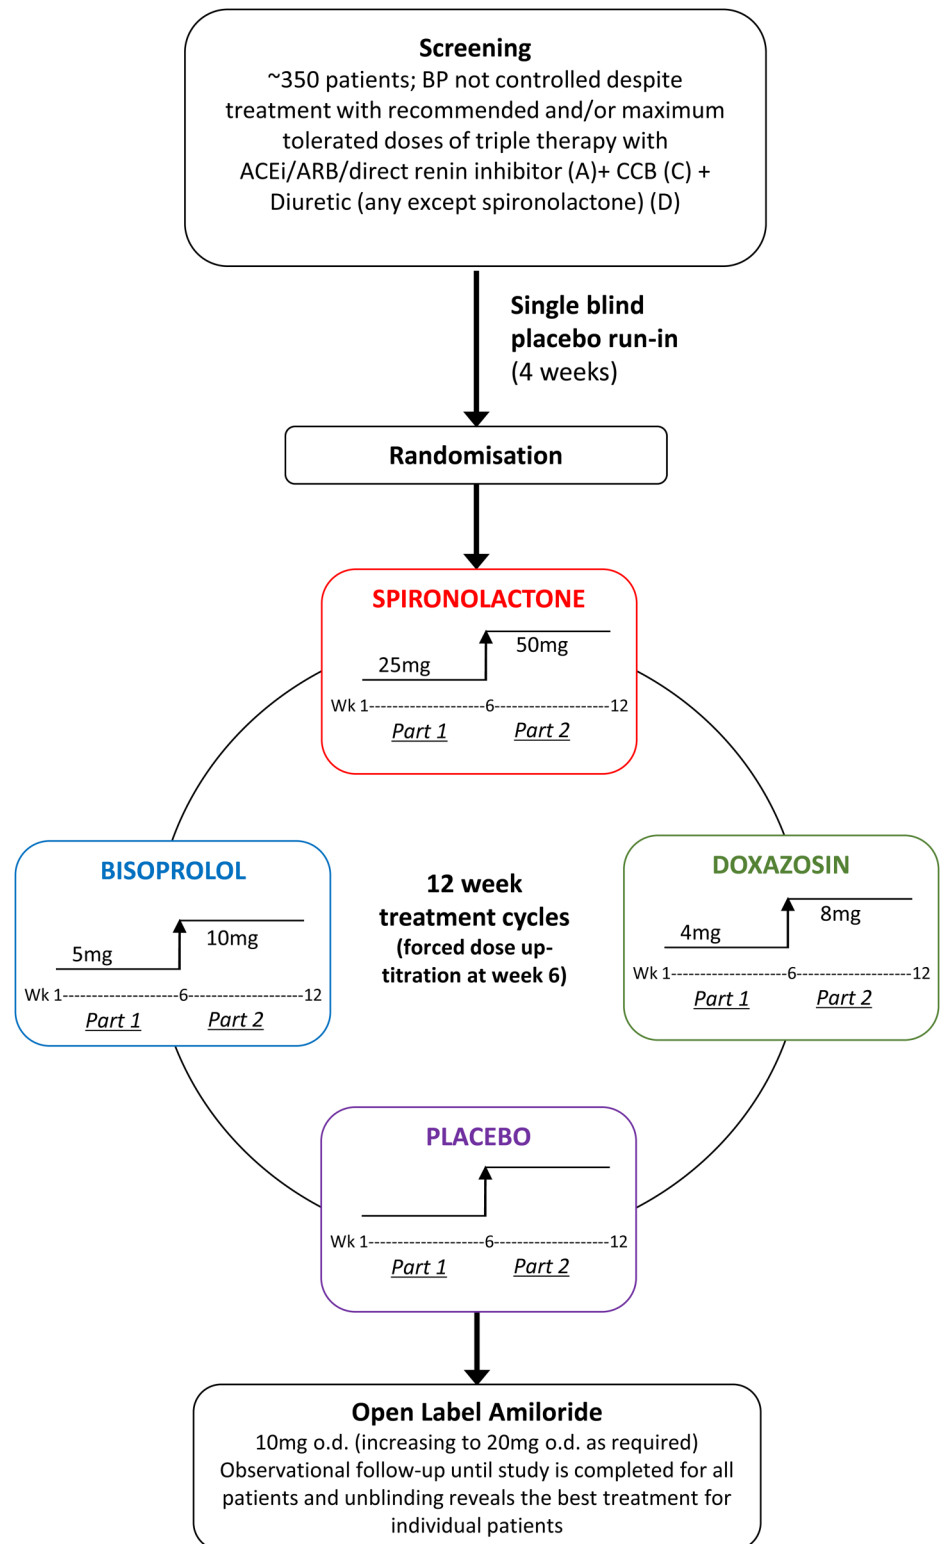 Screening
~350 patients; BP not controlled despite
treatment with recommended and/or maximum
tolerated doses of triple therapy with
ACEi/ARB/direct renin inhibitor (A)+ CCB (C) +
Diuretic (any except spironolactone) (D)
Single blind
placebo run-in
(4 weeks)
Randomisation
SPIRONOLACTONE
50mg
25mg
Wk 1--------------------6--------------------12
Part 1 Part 2
BISOPROLOL
10mg
5mg
Wk 1--------------------6--------------------12
Part 1 Part 2
12 week
treatment cycles
(forced dose up-
titration at week 6)
DOXAZOSIN
8mg
4mg
Wk 1--------------------6--------------------12
Part 1 Part 2
PLACEBO
Wk 1--------------------6--------------------12
Part 1 Part 2
Open Label Amiloride
10mg o.d. (increasing to 20mg o.d. as required)
Observational follow-up until study is completed for all
patients and unblinding reveals the best treatment for
individual patients